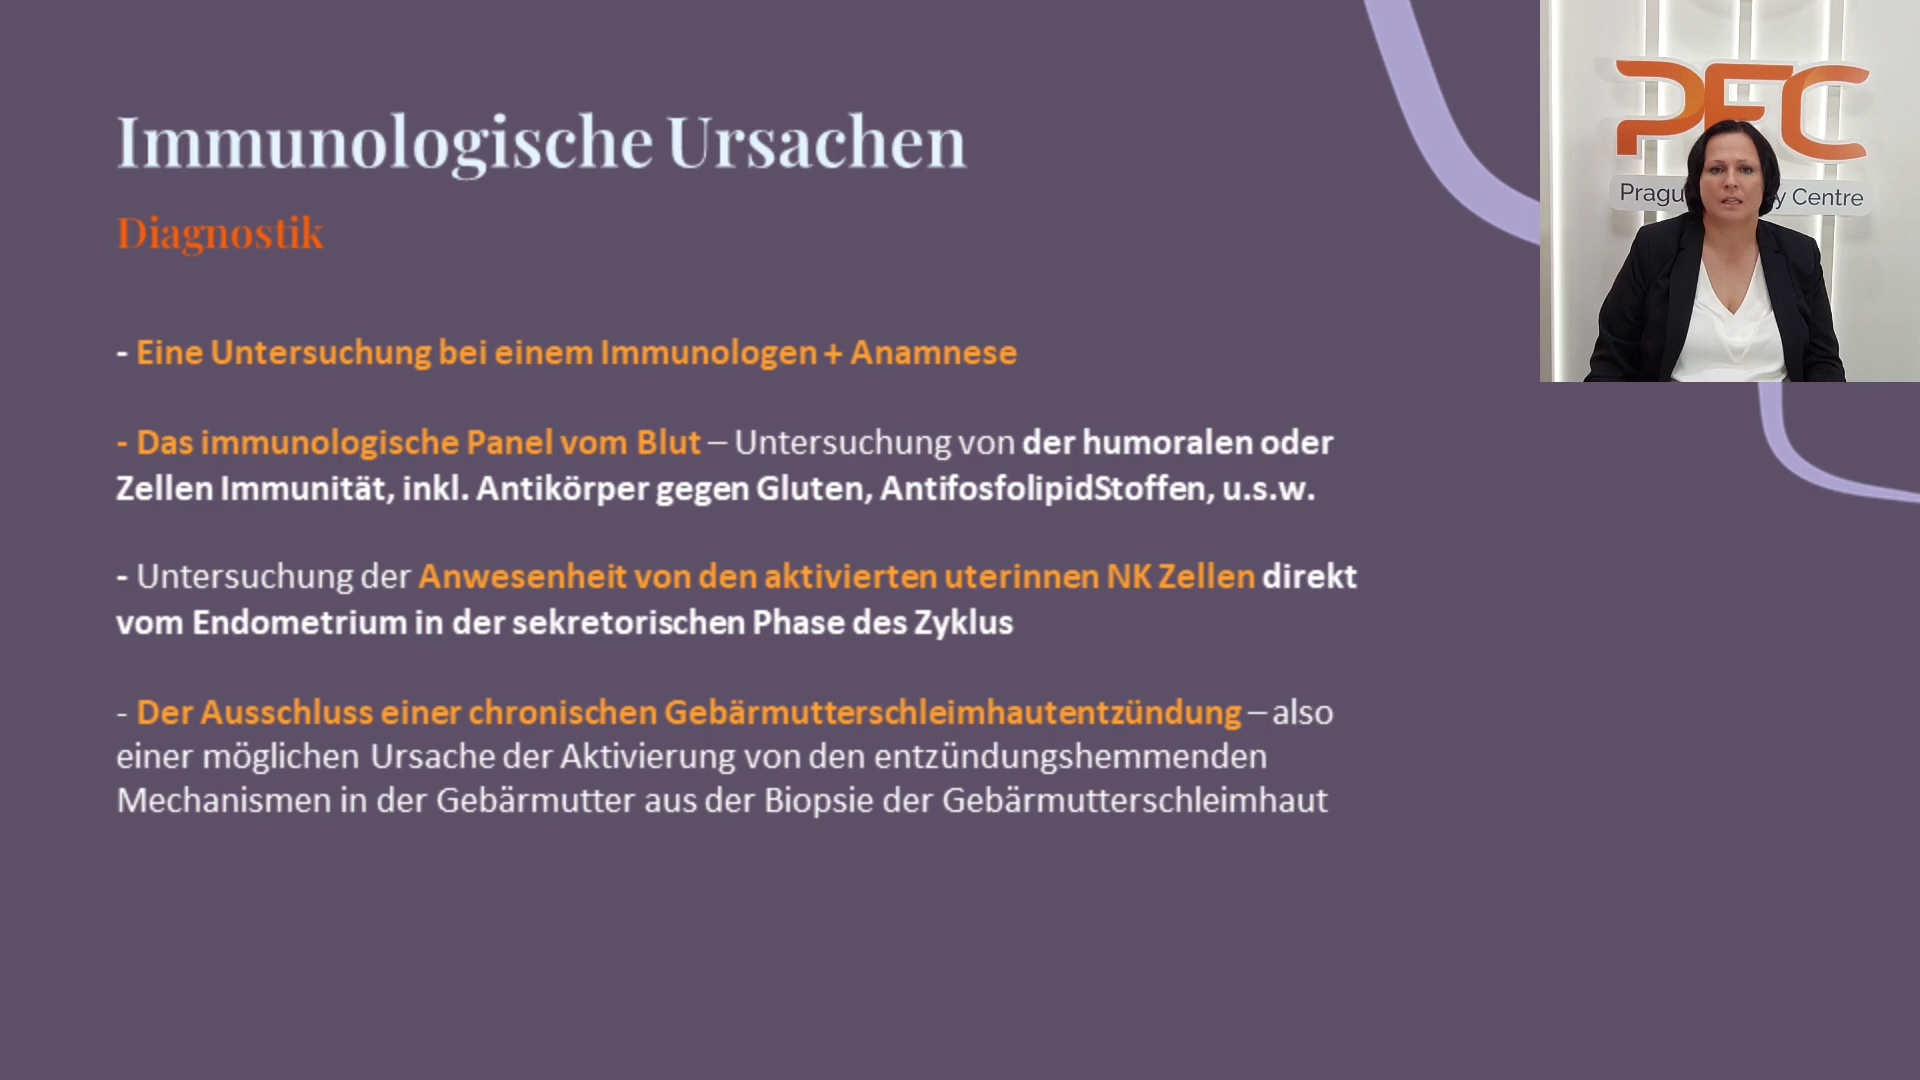 Immunologische Ursachen
Diagnostik
- Eine Untersuchung bei einem Immunologen + Anamnese
- Das immunologische Panel vom Blut – Untersuchung von der humoralen oder
Zellen Immunität, inkl. Antikörper gegen Gluten, AntifosfolipidStoffen, u.s.w.
- Untersuchung der Anwesenheit von den aktivierten uterinnen NK Zellen direkt
vom Endometrium in der sekretorischen Phase des Zyklus
- Der Ausschluss einer chronischen Gebärmutterschleimhautentzündung – also
einer möglichen Ursache der Aktivierung von den entzündungshemmenden
Mechanismen in der Gebärmutter aus der Biopsie der Gebärmutterschleimhaut
PFC
Centre